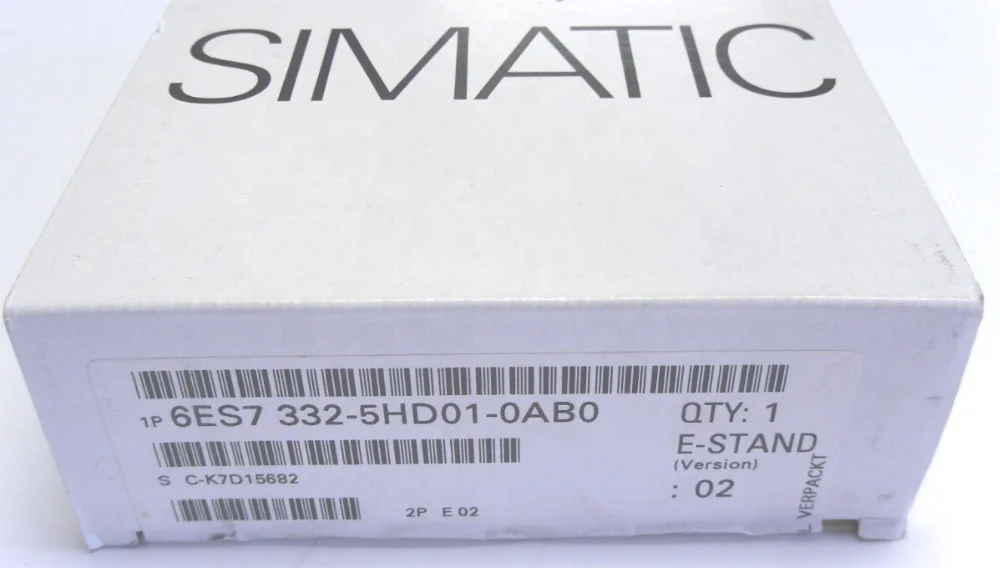 SIMATIC
1P 6ES7 332-5HD01-0AB0
QTY: 1
E-STAND
(Version)
: 02
S C-K7D15682
2P E 02
VERPACKT